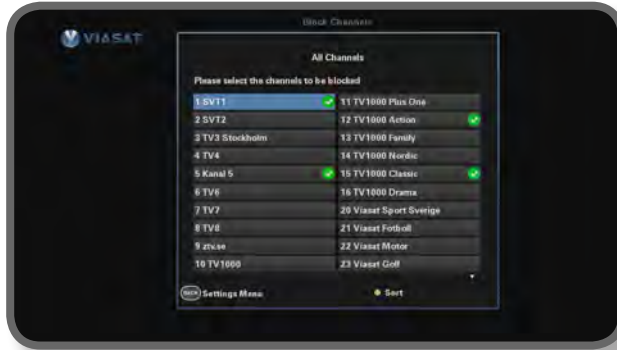 Block Channels
VIASAT
All Channels
Please select the channels to be blocked
1 SVT1
2 SVT2
3 TV3 Stockholm
4 TV4
5 Kanal 5
6 TV6
7 TV7
8 TV8
9 ztv.se
10 TV1000
11 TV1000 Plus One
12 TV1000 Action
13 TV1000 Family
14 TV1000 Nordic
15 TV1000 Classic
16 TV1000 Drama
20 Viasat Sport Sverige
21 Viasat Fotboll
22 Viasat Motor
23 Viasat Golf
BACK Settings Menu
Sort